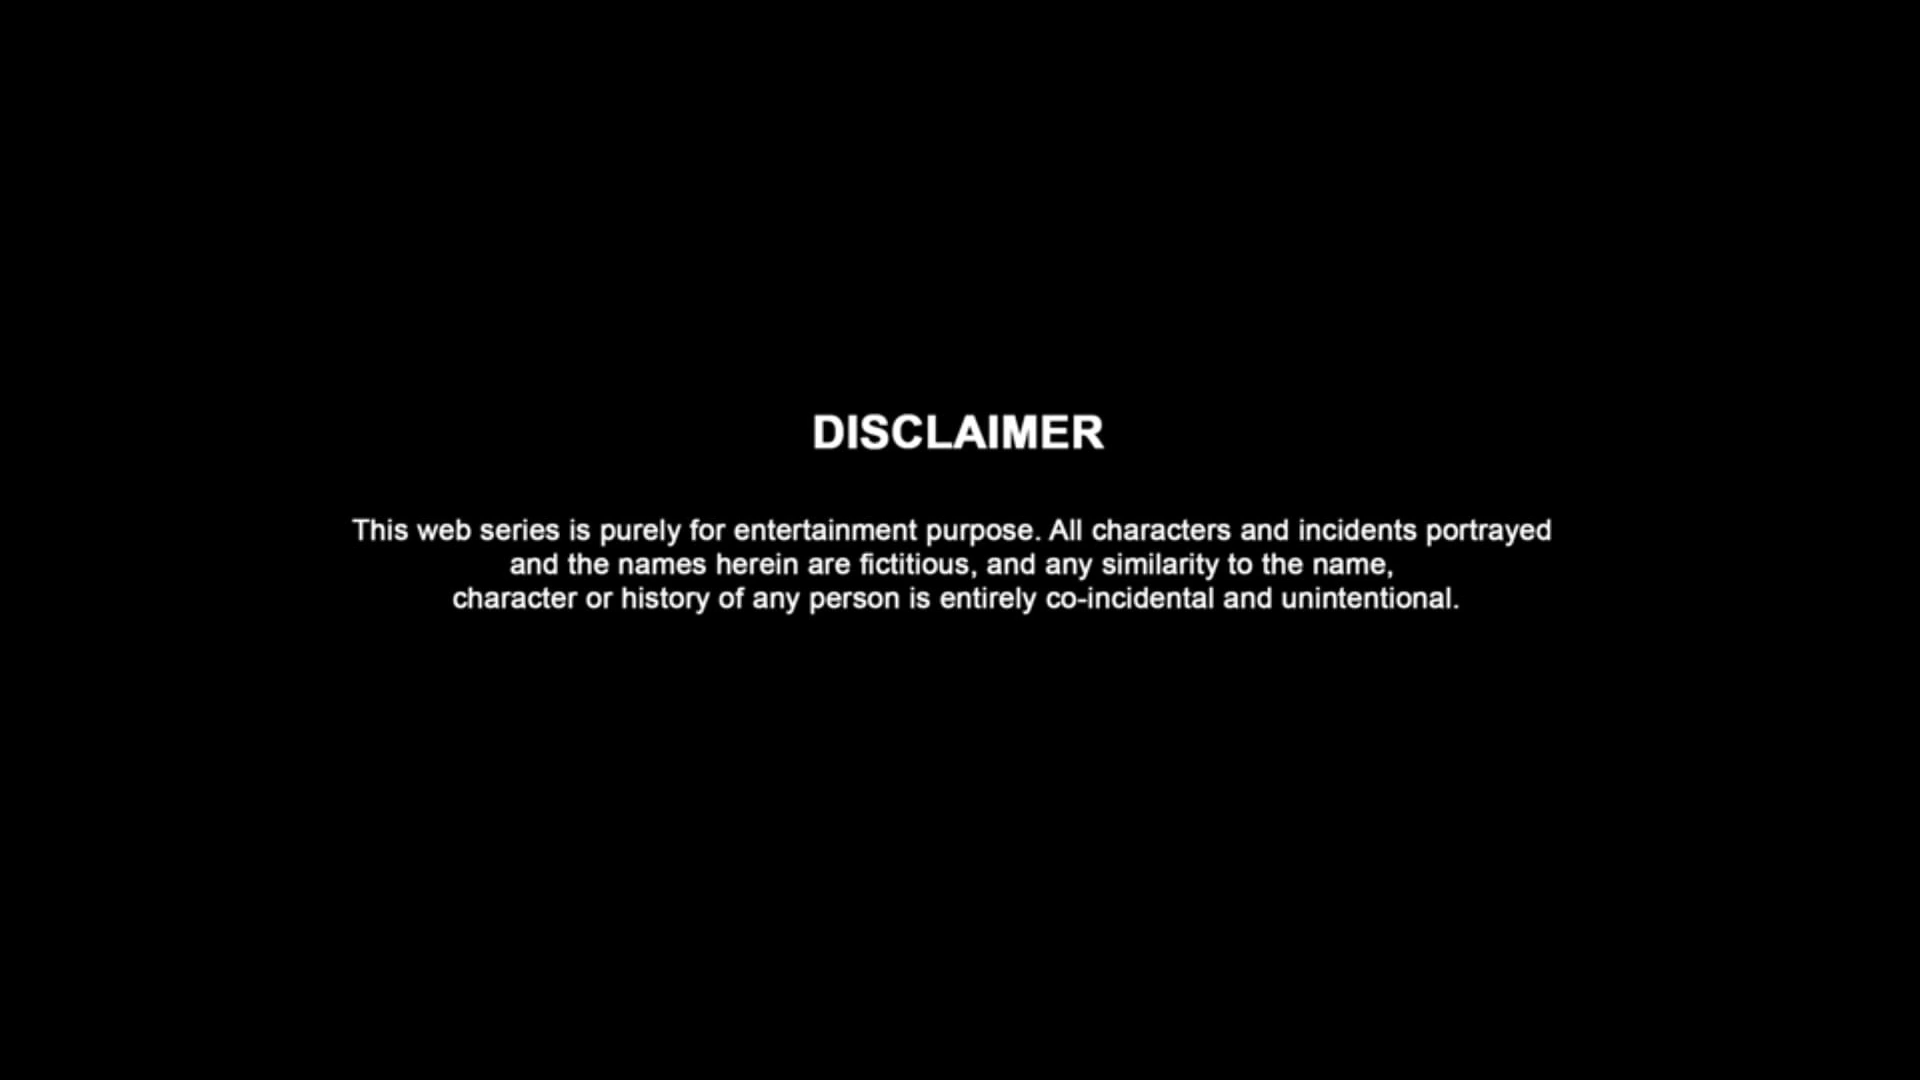 DISCLAIMER
This web series is purely for entertainment purpose. All characters and incidents portrayed
and the names herein are fictitious, and any similarity to the name,
character or history of any person is entirely co-incidental and unintentional.